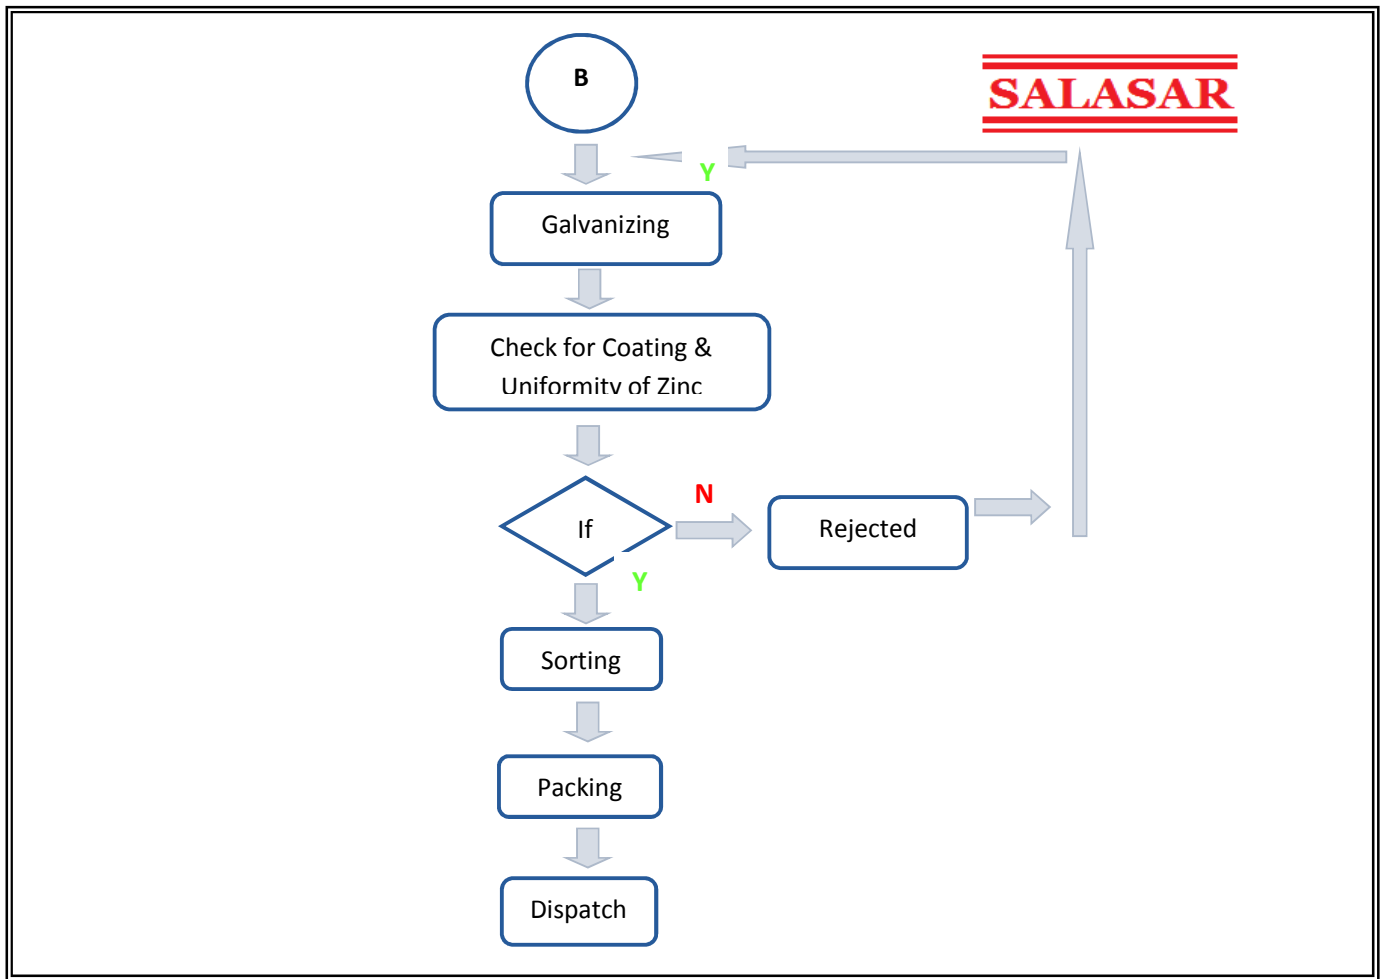 B
SALASAR
Y
Galvanizing
Check for Coating &
Uniformity of Zinc
N
If
Rejected
Y
Sorting
Packing
Dispatch